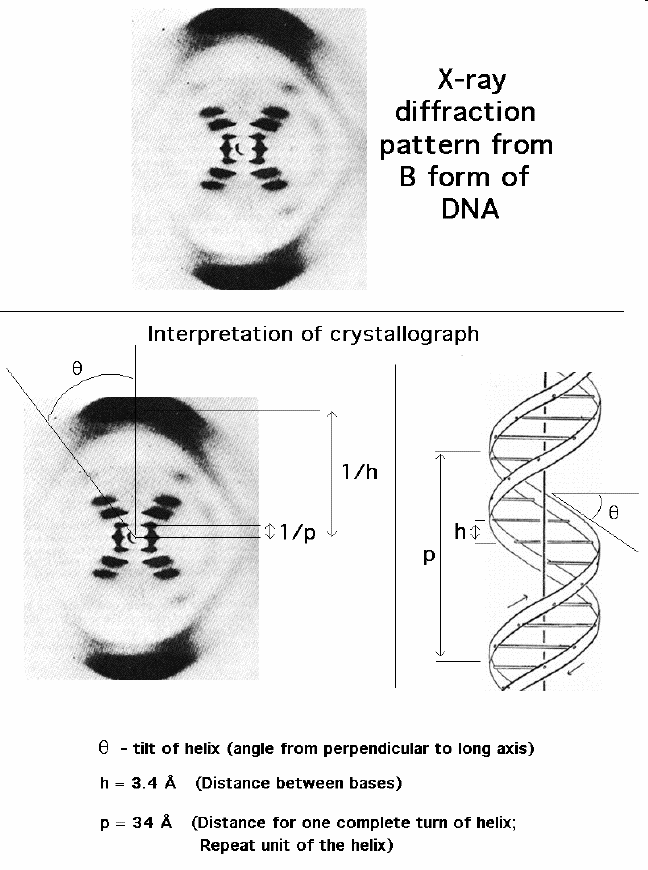 X-ray
diffraction
pattern from
B form of
DNA
Interpretation of crystallograph
θ
1/h
1/p
p
h
θ
θ - tilt of helix (angle from perpendicular to long axis)
h = 3.4 Å (Distance between bases)
p = 34 Å (Distance for one complete turn of helix;
Repeat unit of the helix)